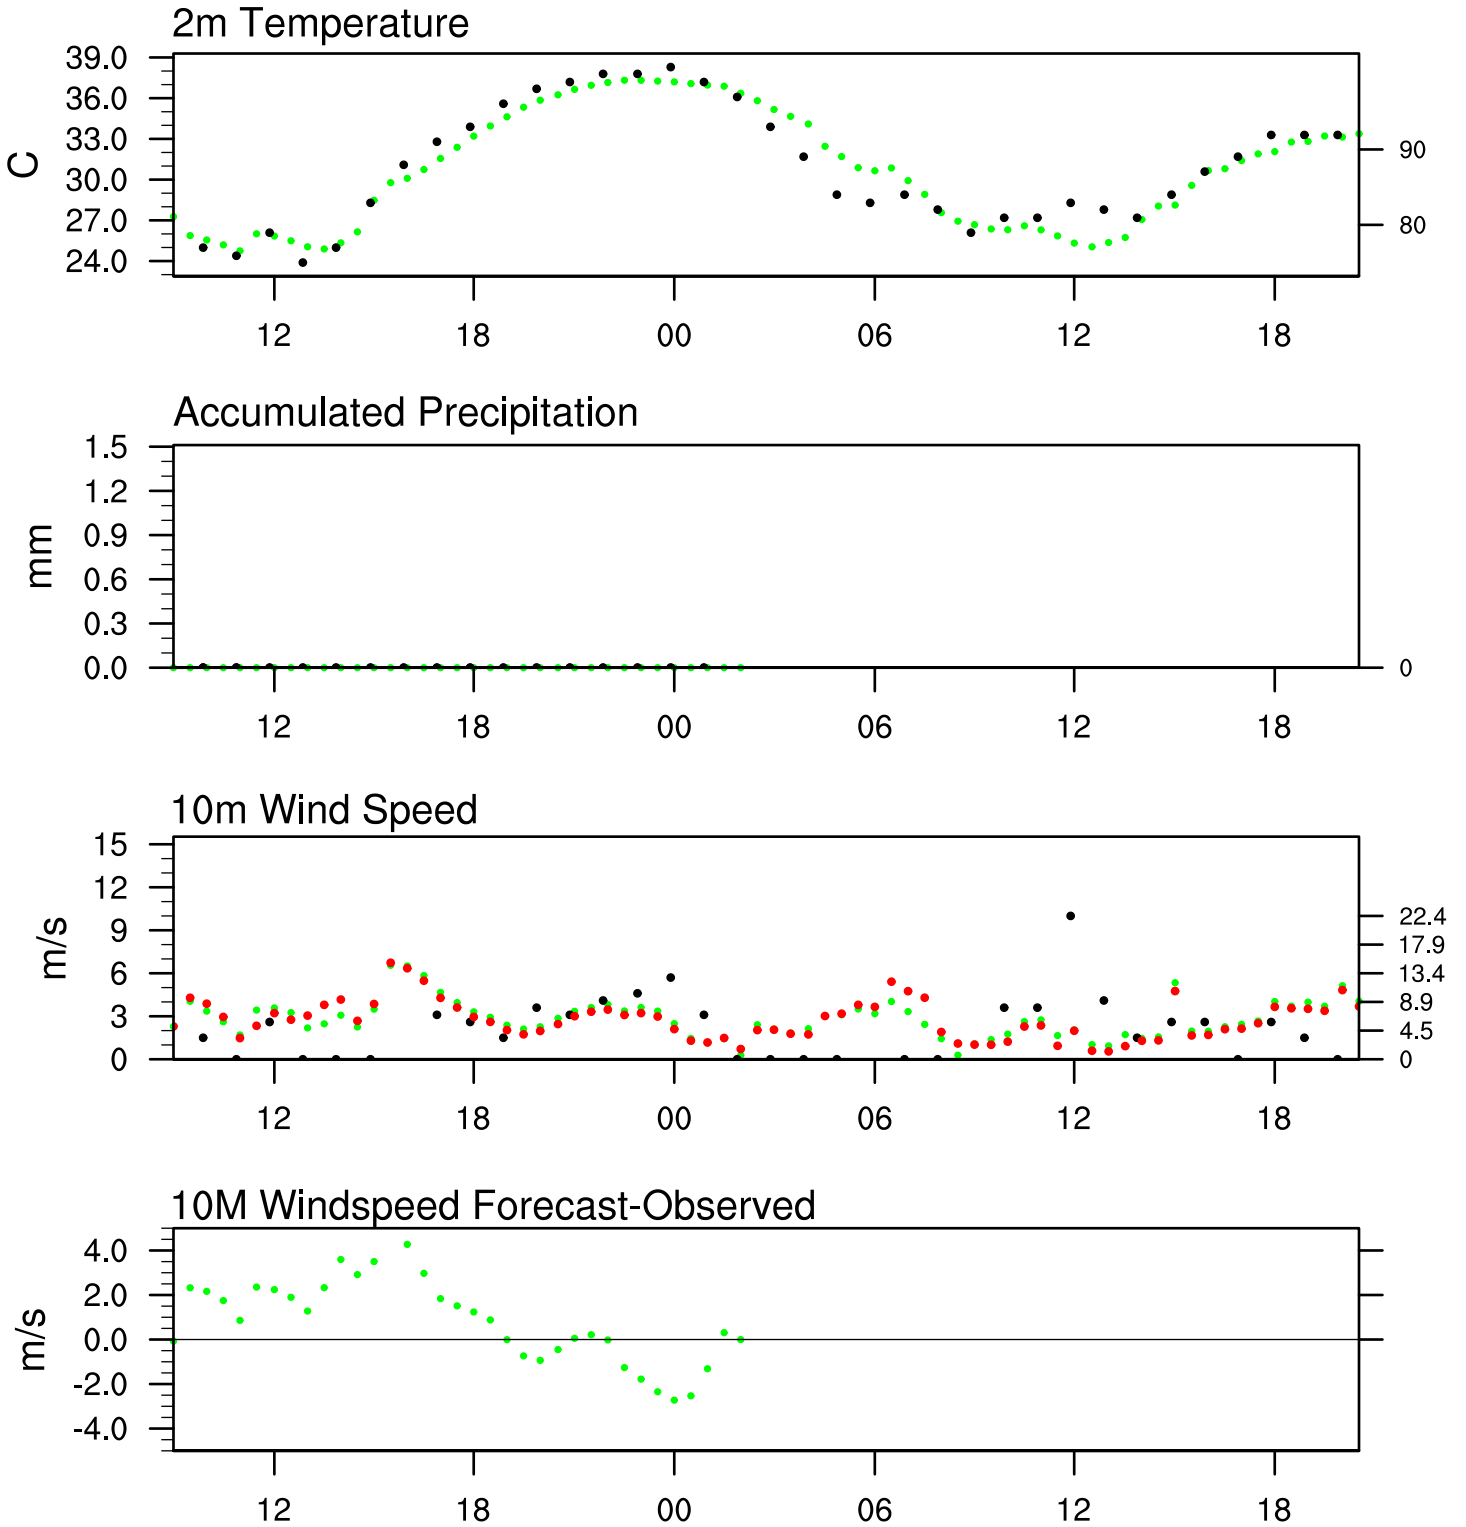 2m Temperature
39.0
36.0
33.0
30.0
27.0
24.0
C
90
80
12 18 00 06 12 18
Accumulated Precipitation
1.5
1.2
0.9
0.6
0.3
0.0
mm
0
12 18 00 06 12 18
10m Wind Speed
15
12
9
6
3
0
m/s
22.4
17.9
13.4
8.9
4.5
0
12 18 00 06 12 18
10M Windspeed Forecast-Observed
4.0
2.0
0.0
-2.0
-4.0
m/s
12 18 00 06 12 18